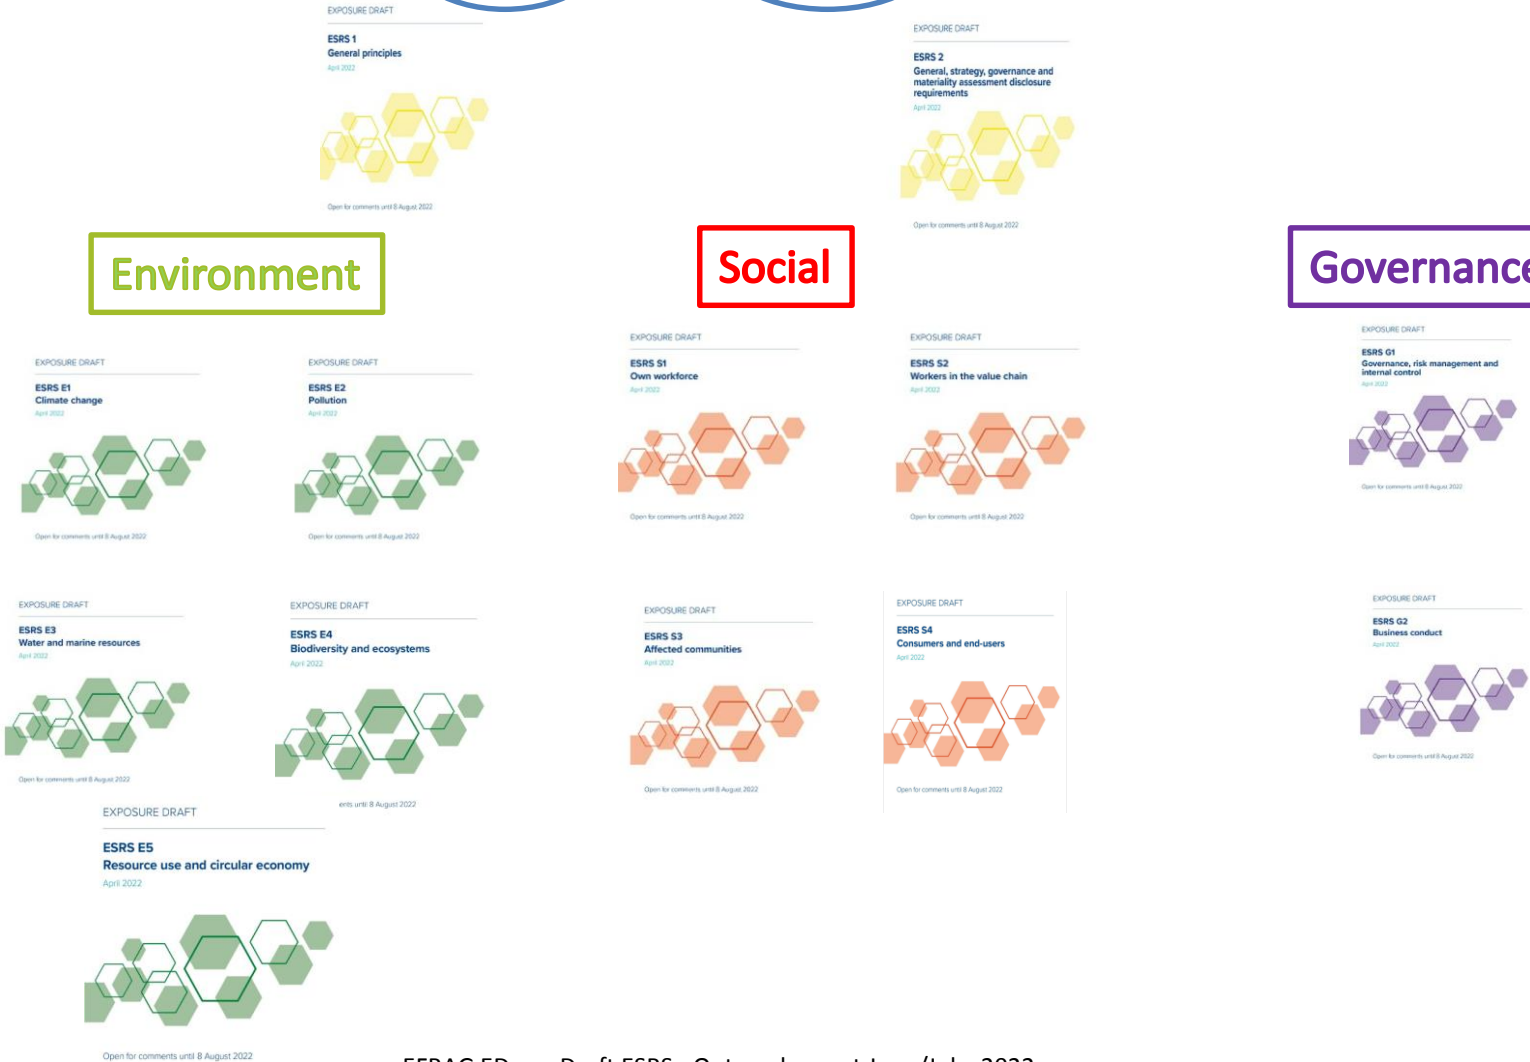 EXPOSURE DRAFT
ESRS 1
General principles
April 2022
Open for comments until 8 August 2022
EXPOSURE DRAFT
ESRS 2
General, strategy, governance and
materiality assessment disclosure
requirements
April 2022
Open for comments until 8 August 2022
Environment
Social
Governance
EXPOSURE DRAFT
ESRS E1
Climate change
April 2022
Open for comments until 8 August 2022
EXPOSURE DRAFT
ESRS E2
Pollution
April 2022
Open for comments until 8 August 2022
EXPOSURE DRAFT
ESRS S1
Own workforce
April 2022
Open for comments until 8 August 2022
EXPOSURE DRAFT
ESRS S2
Workers in the value chain
April 2022
Open for comments until 8 August 2022
EXPOSURE DRAFT
ESRS G1
Governance, risk management and
internal control
April 2022
Open for comments until 8 August 2022
EXPOSURE DRAFT
ESRS E3
Water and marine resources
April 2022
Open for comments until 8 August 2022
EXPOSURE DRAFT
ESRS E4
Biodiversity and ecosystems
April 2022
ents until 8 August 2022
EXPOSURE DRAFT
ESRS S3
Affected communities
April 2022
Open for comments until 8 August 2022
EXPOSURE DRAFT
ESRS S4
Consumers and end-users
April 2022
Open for comments until 8 August 2022
EXPOSURE DRAFT
ESRS G2
Business conduct
April 2022
Open for comments until 8 August 2022
EXPOSURE DRAFT
ESRS E5
Resource use and circular economy
April 2022
Open for comments until 8 August 2022
Draft ESRS
2022